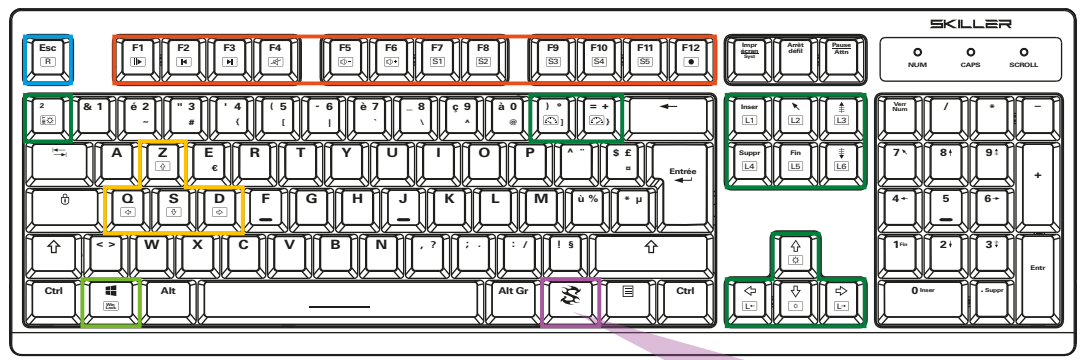 SKILLER
NUM CAPS SCROLL
Esc F1 F2 F3 F4 F5 F6 F7 F8 F9 F10 F11 F12 Impr écran Syst Arrêt défil Pause Attn
R S1 S2 S3 S4 S5
² & 1 é 2 " 3 ' 4 ( 5 - 6 è 7 _ 8 ç 9 à 0 ) ° = + Inser Verr Num / * -
~ # { [ | ` \ ^ @ ] } L1 L2 L3
A Z E R T Y U I O P ^ ¨ $ £ Entrée Suppr Fin 7 8 9 +
€ ¤ L4 L5 L6
Q S D F G H J K L M ù % * µ 4 5 6
< > W X C V B N , ? ; . : / ! § 1 Fin 2 3 Entr
Ctrl Win Lock Alt Alt Gr Ctrl L L 0 Inser . Suppr